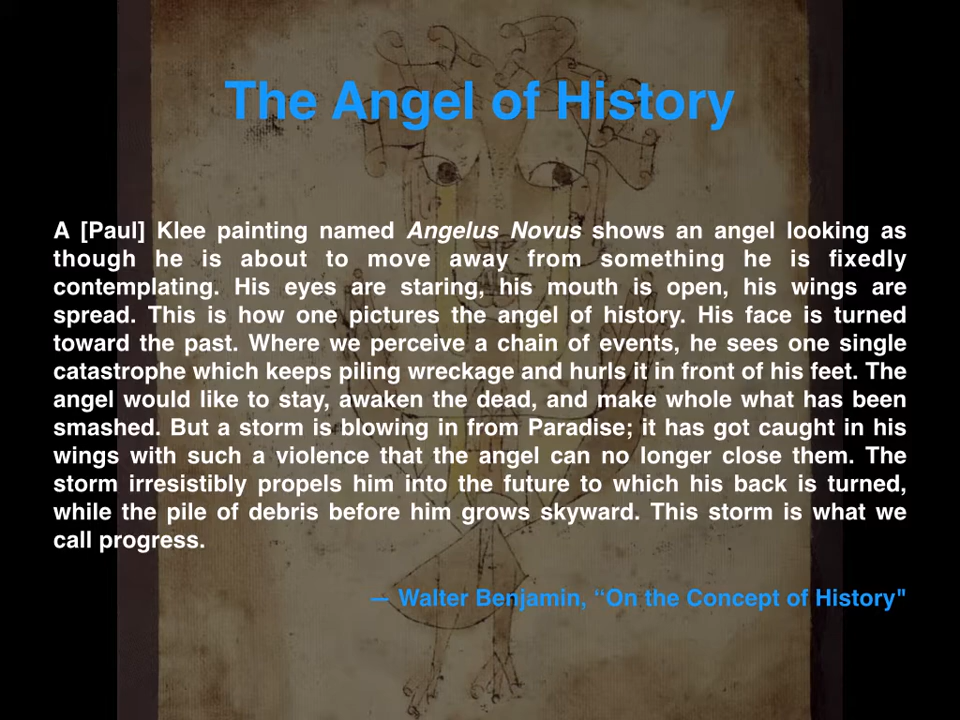 The Angel of History
A [Paul] Klee painting named Angelus Novus shows an angel looking as
though he is about to move away from something he is fixedly
contemplating. His eyes are staring, his mouth is open, his wings are
spread. This is how one pictures the angel of history. His face is turned
toward the past. Where we perceive a chain of events, he sees one single
catastrophe which keeps piling wreckage and hurls it in front of his feet. The
angel would like to stay, awaken the dead, and make whole what has been
smashed. But a storm is blowing in from Paradise; it has got caught in his
wings with such a violence that the angel can no longer close them. The
storm irresistibly propels him into the future to which his back is turned,
while the pile of debris before him grows skyward. This storm is what we
call progress.
— Walter Benjamin, “On the Concept of History"